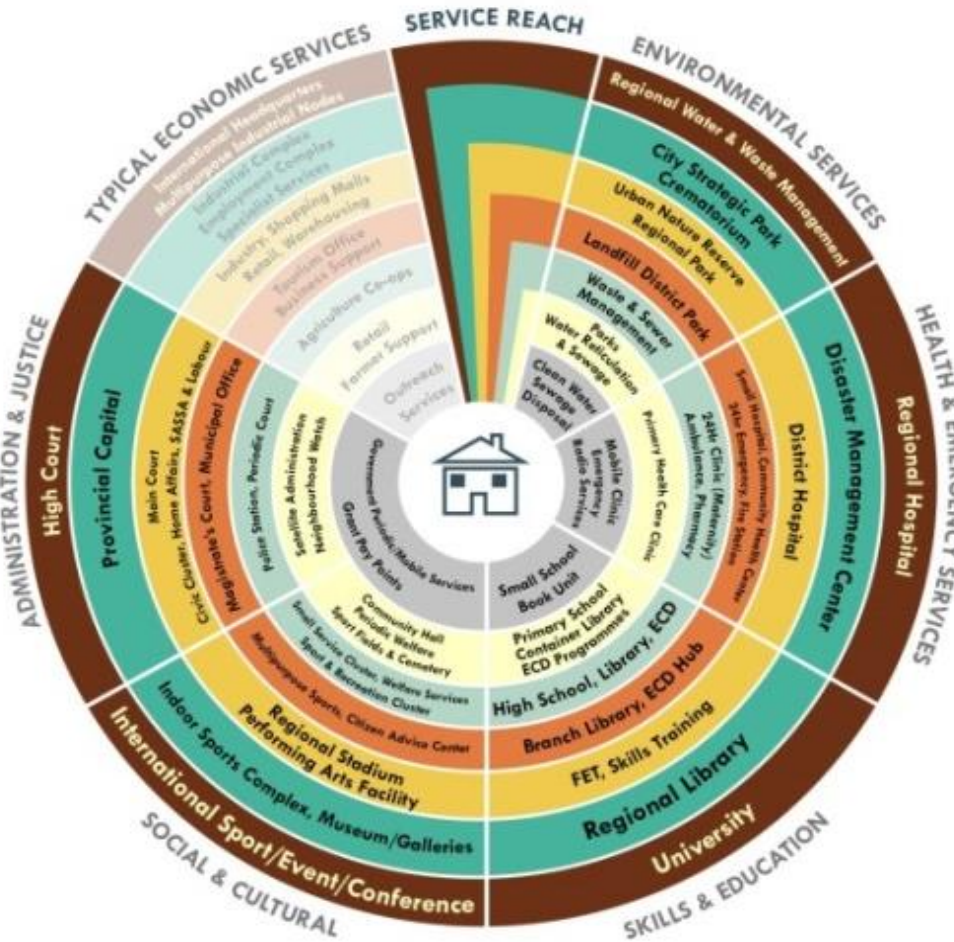 SERVICE REACH
ENVIRONMENTAL SERVICES
Regional Water & Waste Management
City Strategic Park
Crematorium
Urban Nature Reserve
Regional Park
Landfill District Park
Waste & Sewer
Management
Parks
Water Reticulation
& Sewage
Clean Water
Sewage
Disposal
HEALTH & EMERGENCY SERVICES
Regional Hospital
Disaster Management Center
District Hospital
Small Hospital, Community Health Center
24hr Emergency, Fire Station
24Hr Clinic (Maternity)
Ambulance, Pharmacy
Primary Health Care Clinic
Mobile Clinic
Emergency
Radio Services
SKILLS & EDUCATION
University
Regional Library
FET, Skills Training
Branch Library, ECD Hub
High School, Library, ECD
Primary School
Container Library
ECD Programmes
Small School
Book Unit
SOCIAL & CULTURAL
International Sport/Event/Conference
Indoor Sports Complex, Museum/Galleries
Regional Stadium
Performing Arts Facility
Multipurpose Sports, Citizen Advice Center
Small Service Cluster, Welfare Services
Sport & Recreation Cluster
Community Hall
Periodic Welfare
Sport Fields & Cemetery
Government Periodic/Mobile Services
Grant Pay Points
ADMINISTRATION & JUSTICE
High Court
Provincial Capital
Main Court
Civic Cluster, Home Affairs, SASSA & Labour
Magistrate's Court, Municipal Office
Police Station, Periodic Court
Satellite Administration
Neighbourhood Watch
TYPICAL ECONOMIC SERVICES
International Headquarters
Multipurpose Industrial Nodes
Industrial Complex
Employment Complex
Specialist Services
Industry, Shopping Malls
Retail, Warehousing
Tourism Office
Business Support
Agriculture Co-ops
Retail
Farmer Support
Outreach
Services